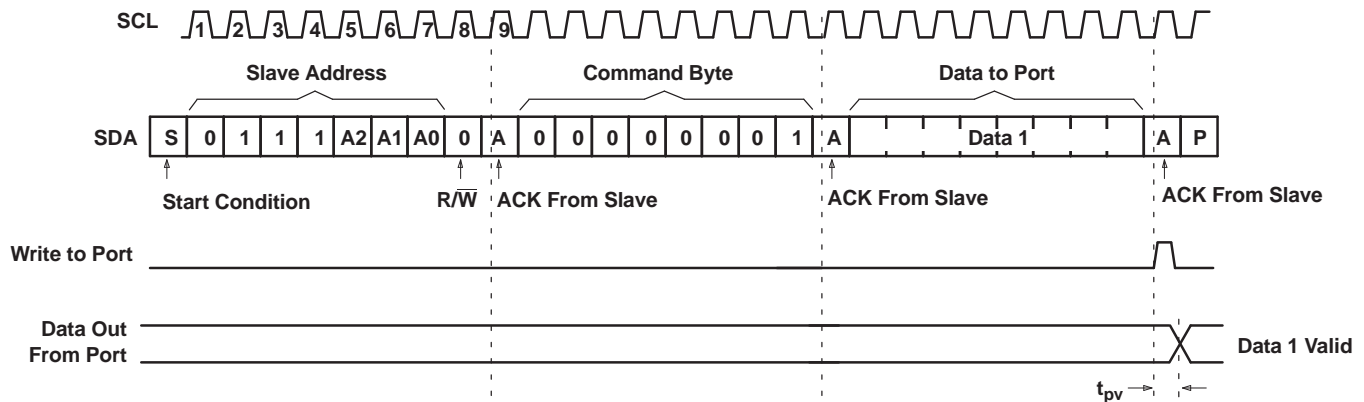 SCL 1 2 3 4 5 6 7 8 9
Slave Address Command Byte Data to Port
SDA S 0 1 1 1 A2 A1 A0 0 A 0 0 0 0 0 0 0 1 A Data 1 A P
Start Condition R/W̅ ACK From Slave ACK From Slave ACK From Slave
Write to Port
Data Out
From Port
Data 1 Valid
tpv